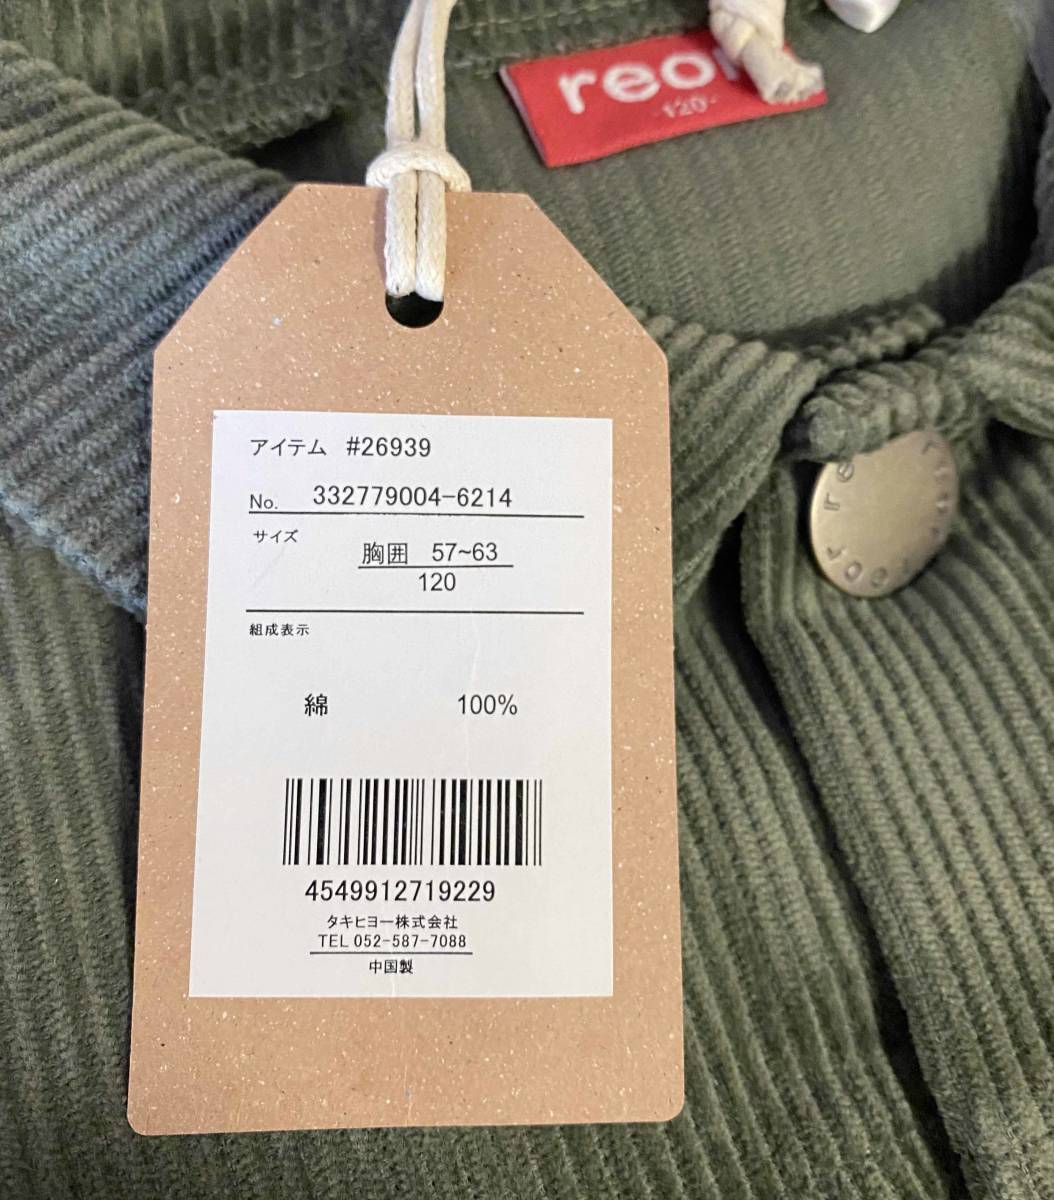 -120-
アイテム #26939
No. 332779004-6214
サイズ
胸囲 57~63
120
組成表示
綿 100%
4549912719229
タキヒヨー株式会社
TEL 052-587-7088
中国製